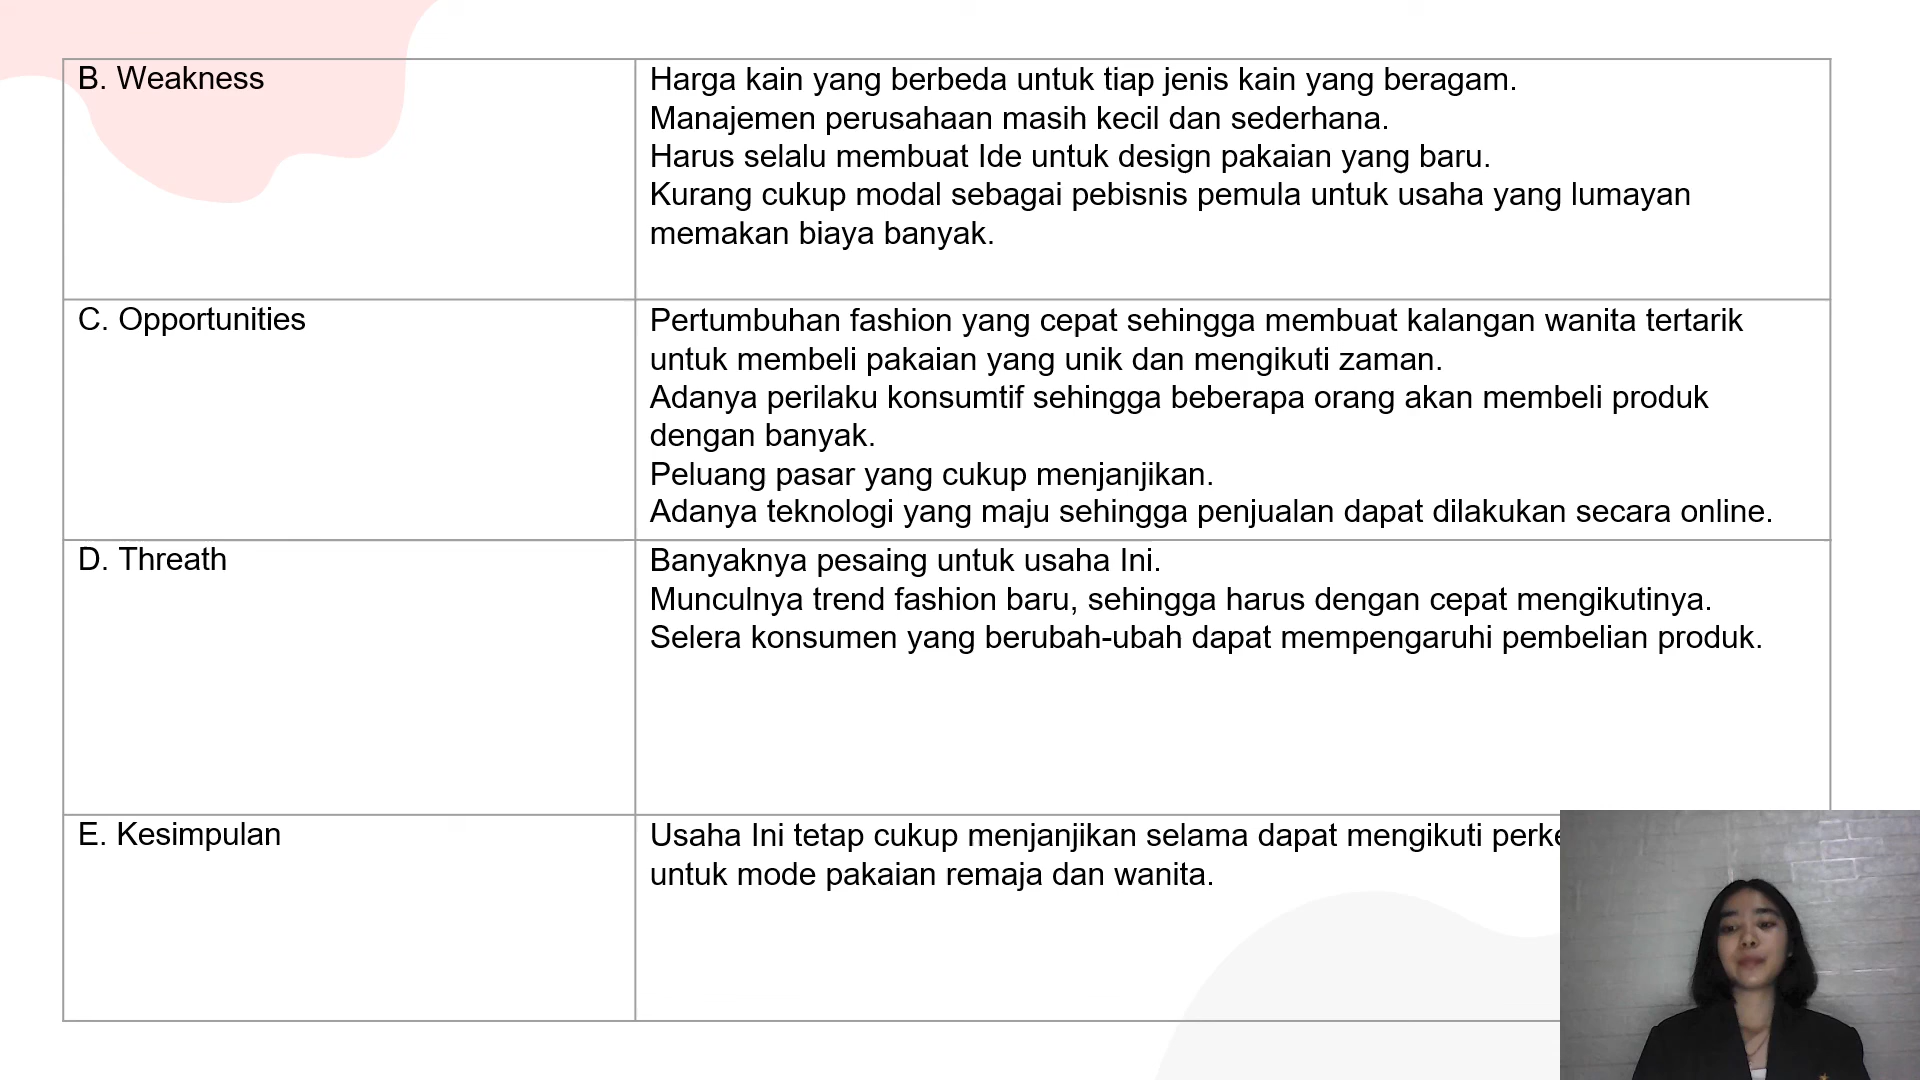 B. Weakness
Harga kain yang berbeda untuk tiap jenis kain yang beragam.
Manajemen perusahaan masih kecil dan sederhana.
Harus selalu membuat Ide untuk design pakaian yang baru.
Kurang cukup modal sebagai pebisnis pemula untuk usaha yang lumayan
memakan biaya banyak.
C. Opportunities
Pertumbuhan fashion yang cepat sehingga membuat kalangan wanita tertarik
untuk membeli pakaian yang unik dan mengikuti zaman.
Adanya perilaku konsumtif sehingga beberapa orang akan membeli produk
dengan banyak.
Peluang pasar yang cukup menjanjikan.
Adanya teknologi yang maju sehingga penjualan dapat dilakukan secara online.
D. Threath
Banyaknya pesaing untuk usaha Ini.
Munculnya trend fashion baru, sehingga harus dengan cepat mengikutinya.
Selera konsumen yang berubah-ubah dapat mempengaruhi pembelian produk.
E. Kesimpulan
Usaha Ini tetap cukup menjanjikan selama dapat mengikuti
untuk mode pakaian remaja dan wanita.